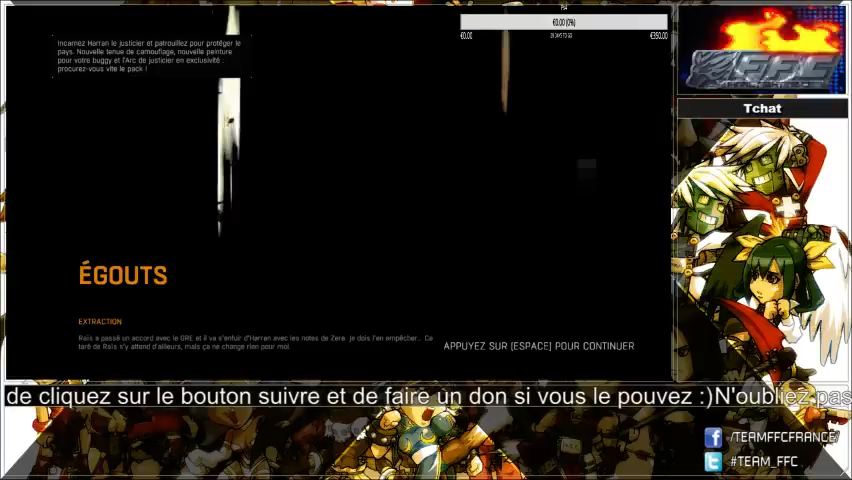 Incarnez Harran le justicier et patrouillez pour protéger le
pays. Nouvelle tenue de camouflage, nouvelle peinture
pour votre buggy et l'Arc de justicier en exclusivité :
procurez-vous vite le pack !
Ps4
€0.00 (0%)
€0.00
€350.00
FFC
Tchat
ÉGOUTS
EXTRACTION
Raïs a passé un accord avec le GRE et il va s'enfuir d'Harran avec les notes de Zere. Je dois l'en empêcher... Ce
taré de Raïs s'y attend d'ailleurs, mais ça ne change rien pour moi.
APPUYEZ SUR [ESPACE] POUR CONTINUER
de cliquez sur le bouton suivre et de faire un don si vous le pouvez :)N'oubliez pas
/TEAMFFCFRANCE/
#TEAM_FFC